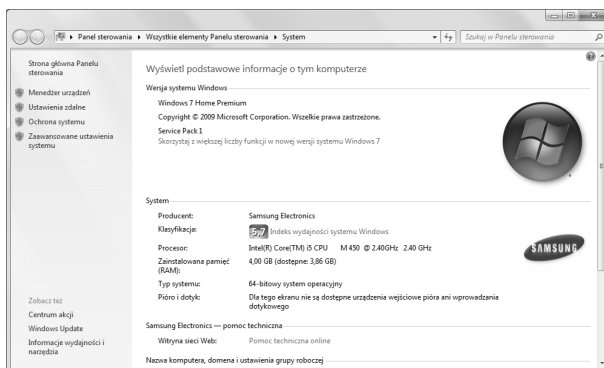 Panel sterowania ▸ Wszystkie elementy Panelu sterowania ▸ System
Szukaj w Panelu sterowania
Strona główna Panelu
sterowania
Menedżer urządzeń
Ustawienia zdalne
Ochrona systemu
Zaawansowane ustawienia
systemu
Zobacz też
Centrum akcji
Windows Update
Informacje wydajności i
narzędzia
Wyświetl podstawowe informacje o tym komputerze
Wersja systemu Windows
Windows 7 Home Premium
Copyright © 2009 Microsoft Corporation. Wszelkie prawa zastrzeżone.
Service Pack 1
Skorzystaj z większej liczby funkcji w nowej wersji systemu Windows 7
System
Producent: Samsung Electronics
Klasyfikacja: 5,7 Indeks wydajności systemu Windows
Procesor: Intel(R) Core(TM) i5 CPU M 450 @ 2.40GHz 2.40 GHz
Zainstalowana pamięć
(RAM): 4,00 GB (dostępne: 3,86 GB)
Typ systemu: 64-bitowy system operacyjny
Pióro i dotyk: Dla tego ekranu nie są dostępne urządzenia wejściowe pióra ani wprowadzania
dotykowego
SAMSUNG
Samsung Electronics — pomoc techniczna
Witryna sieci Web: Pomoc techniczna online
Nazwa komputera, domena i ustawienia grupy roboczej